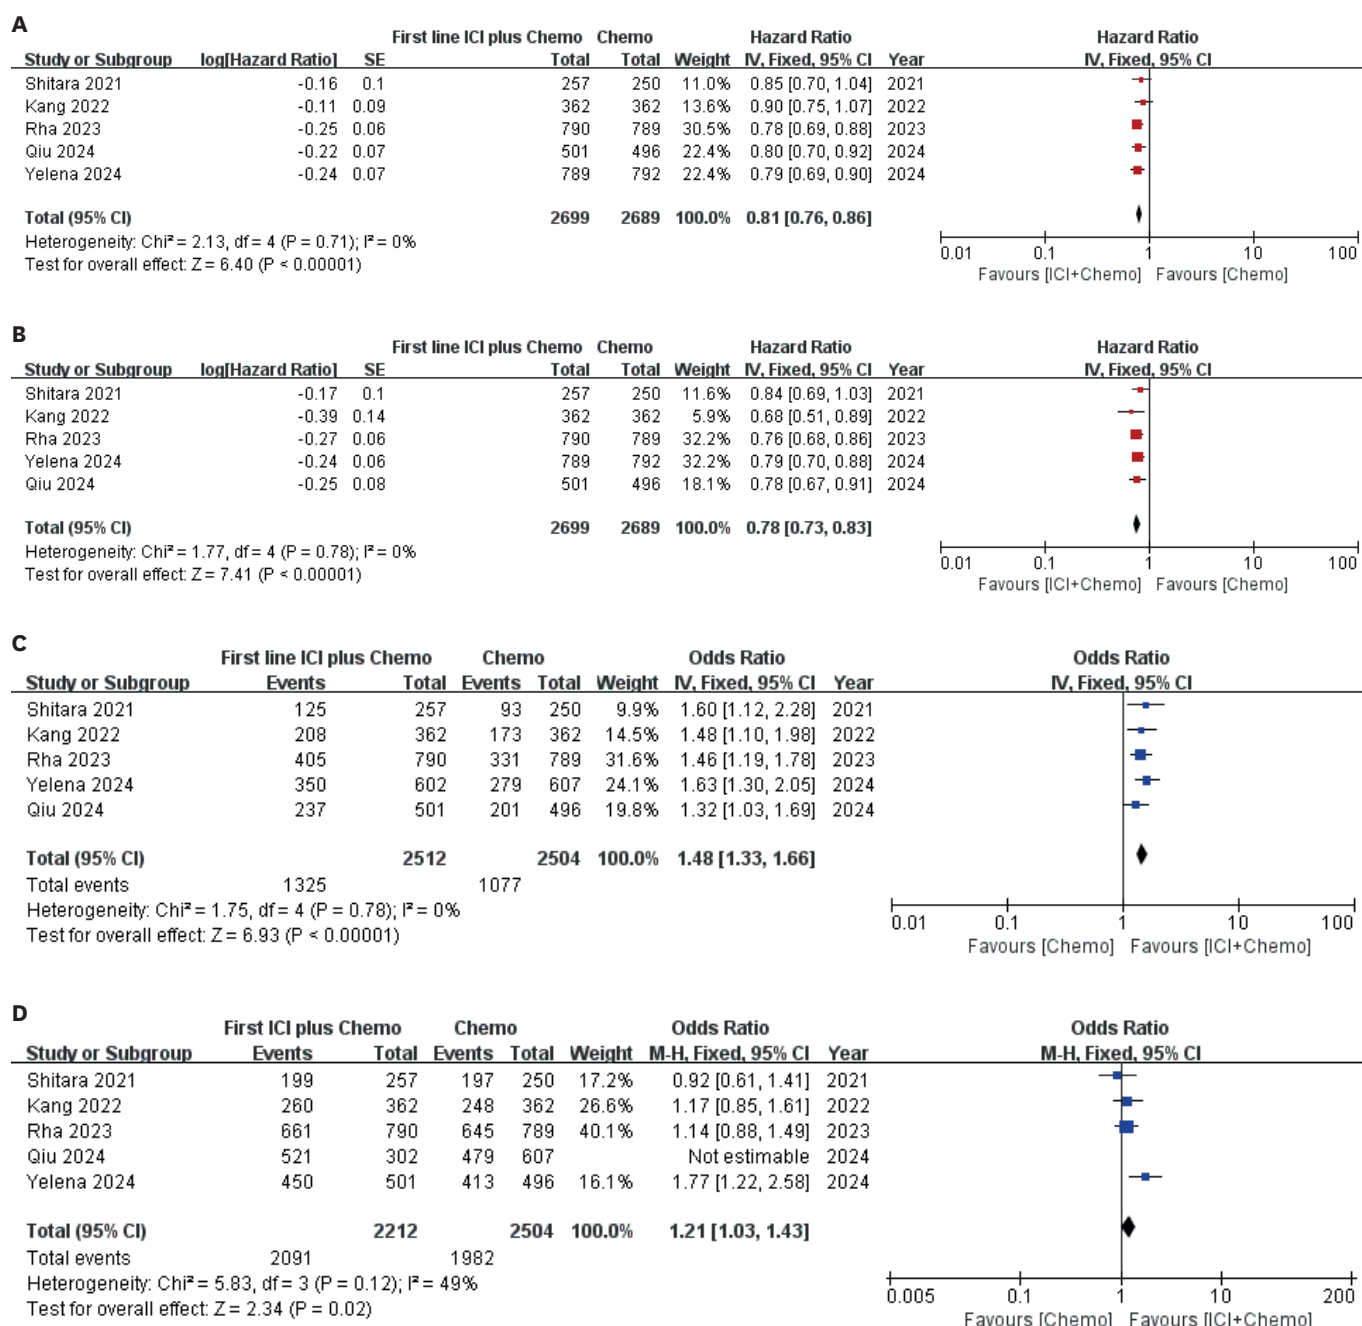 A
First line ICI plus Chemo Chemo Hazard Ratio Hazard Ratio
Study or Subgroup log[Hazard Ratio] SE Total Total Weight IV, Fixed, 95% CI Year IV, Fixed, 95% CI
Shitara 2021 -0.16 0.1 257 250 11.0% 0.85 [0.70, 1.04] 2021
Kang 2022 -0.11 0.09 362 362 13.6% 0.90 [0.75, 1.07] 2022
Rha 2023 -0.25 0.06 790 789 30.5% 0.78 [0.69, 0.88] 2023
Qiu 2024 -0.22 0.07 501 496 22.4% 0.80 [0.70, 0.92] 2024
Yelena 2024 -0.24 0.07 789 792 22.4% 0.79 [0.69, 0.90] 2024
Total (95% CI) 2699 2689 100.0% 0.81 [0.76, 0.86]
Heterogeneity: Chi² = 2.13, df = 4 (P = 0.71); I² = 0%
Test for overall effect: Z = 6.40 (P < 0.00001)
0.01 0.1 1 10 100
Favours [ICI+Chemo] Favours [Chemo]
B
First line ICI plus Chemo Chemo Hazard Ratio Hazard Ratio
Study or Subgroup log[Hazard Ratio] SE Total Total Weight IV, Fixed, 95% CI Year IV, Fixed, 95% CI
Shitara 2021 -0.17 0.1 257 250 11.6% 0.84 [0.69, 1.03] 2021
Kang 2022 -0.39 0.14 362 362 5.9% 0.68 [0.51, 0.89] 2022
Rha 2023 -0.27 0.06 790 789 32.2% 0.76 [0.68, 0.86] 2023
Yelena 2024 -0.24 0.06 789 792 32.2% 0.79 [0.70, 0.88] 2024
Qiu 2024 -0.25 0.08 501 496 18.1% 0.78 [0.67, 0.91] 2024
Total (95% CI) 2699 2689 100.0% 0.78 [0.73, 0.83]
Heterogeneity: Chi² = 1.77, df = 4 (P = 0.78); I² = 0%
Test for overall effect: Z = 7.41 (P < 0.00001)
0.01 0.1 1 10 100
Favours [ICI+Chemo] Favours [Chemo]
C
First line ICI plus Chemo Chemo Odds Ratio Odds Ratio
Study or Subgroup Events Total Events Total Weight IV, Fixed, 95% CI Year IV, Fixed, 95% CI
Shitara 2021 125 257 93 250 9.9% 1.60 [1.12, 2.28] 2021
Kang 2022 208 362 173 362 14.5% 1.48 [1.10, 1.98] 2022
Rha 2023 405 790 331 789 31.6% 1.46 [1.19, 1.78] 2023
Yelena 2024 350 602 279 607 24.1% 1.63 [1.30, 2.05] 2024
Qiu 2024 237 501 201 496 19.8% 1.32 [1.03, 1.69] 2024
Total (95% CI) 2512 2504 100.0% 1.48 [1.33, 1.66]
Total events 1325 1077
Heterogeneity: Chi² = 1.75, df = 4 (P = 0.78); I² = 0%
Test for overall effect: Z = 6.93 (P < 0.00001)
0.01 0.1 1 10 100
Favours [Chemo] Favours [ICI+Chemo]
D
First ICI plus Chemo Chemo Odds Ratio Odds Ratio
Study or Subgroup Events Total Events Total Weight M-H, Fixed, 95% CI Year M-H, Fixed, 95% CI
Shitara 2021 199 257 197 250 17.2% 0.92 [0.61, 1.41] 2021
Kang 2022 260 362 248 362 26.6% 1.17 [0.85, 1.61] 2022
Rha 2023 661 790 645 789 40.1% 1.14 [0.88, 1.49] 2023
Qiu 2024 521 302 479 607 Not estimable 2024
Yelena 2024 450 501 413 496 16.1% 1.77 [1.22, 2.58] 2024
Total (95% CI) 2212 2504 100.0% 1.21 [1.03, 1.43]
Total events 2091 1982
Heterogeneity: Chi² = 5.83, df = 3 (P = 0.12); I² = 49%
Test for overall effect: Z = 2.34 (P = 0.02)
0.005 0.1 1 10 200
Favours [Chemo] Favours [ICI+Chemo]